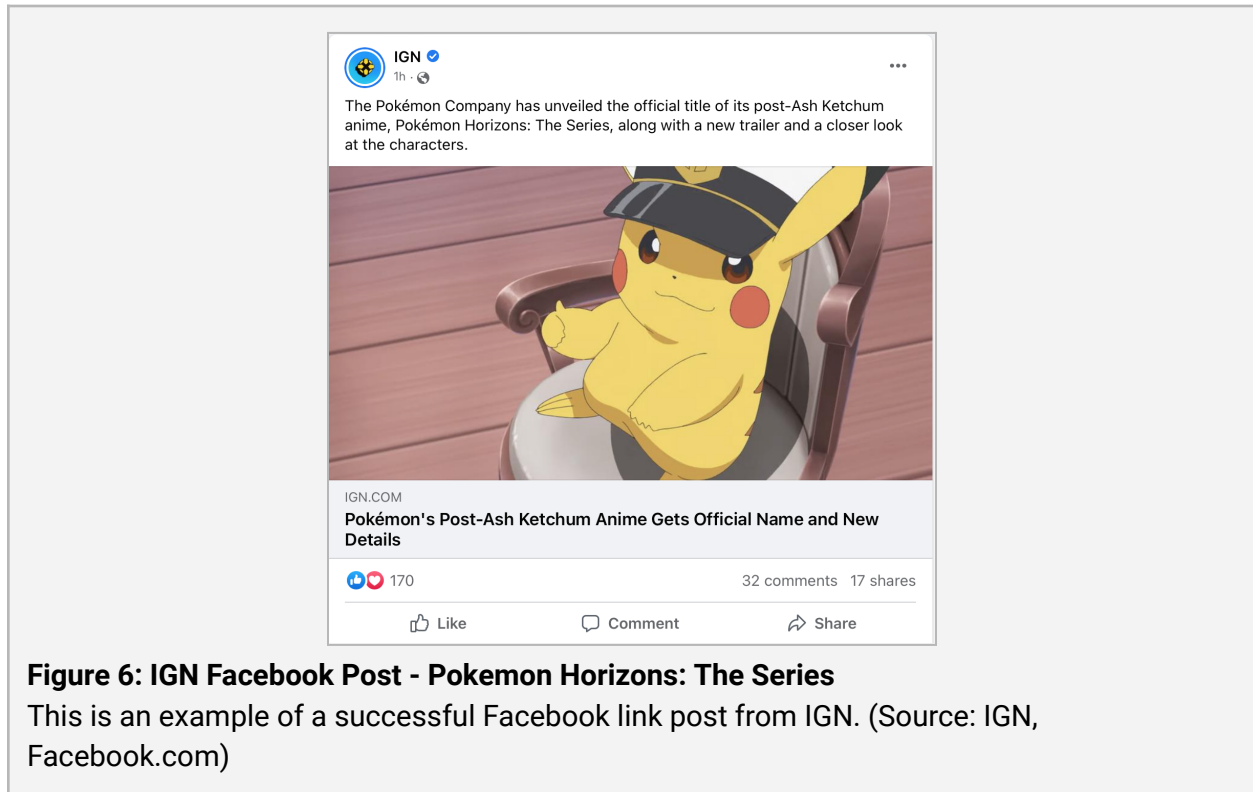 IGN
1h ·
The Pokémon Company has unveiled the official title of its post-Ash Ketchum
anime, Pokémon Horizons: The Series, along with a new trailer and a closer look
at the characters.
IGN.COM
Pokémon's Post-Ash Ketchum Anime Gets Official Name and New
Details
170 32 comments 17 shares
Like Comment Share
Figure 6: IGN Facebook Post - Pokemon Horizons: The Series
This is an example of a successful Facebook link post from IGN. (Source: IGN,
Facebook.com)